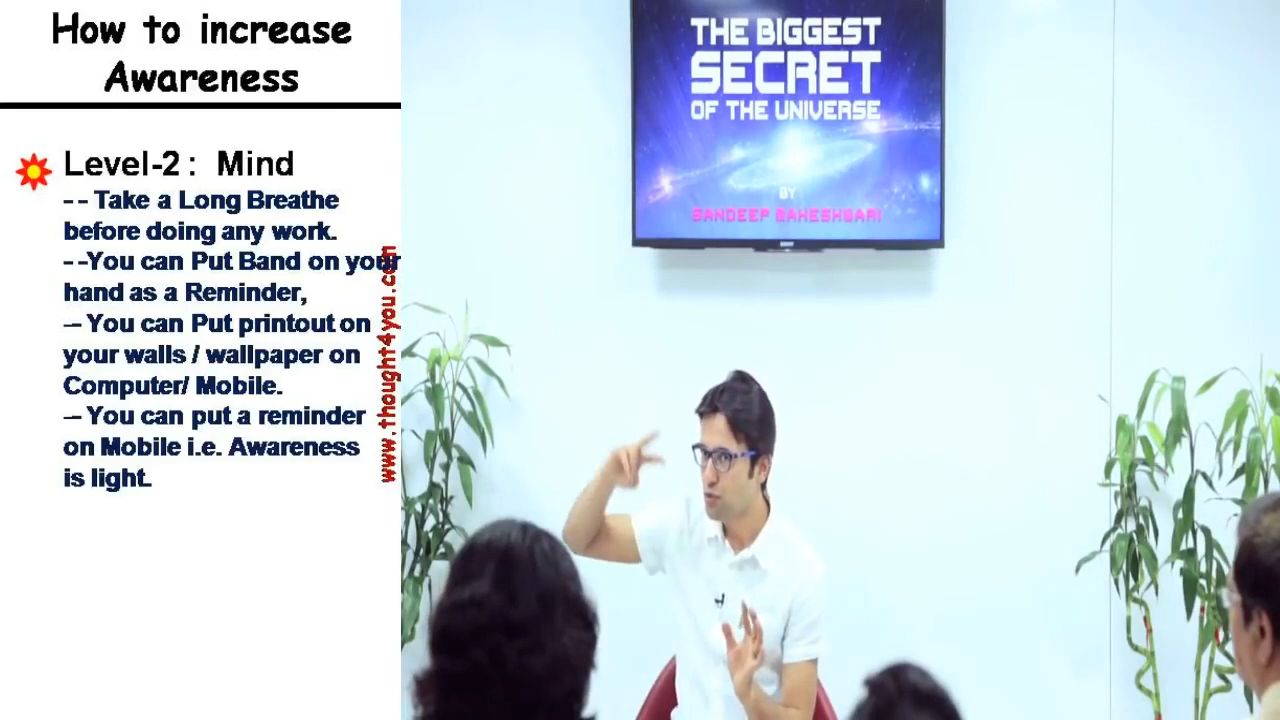 How to increase
Awareness
Level-2 : Mind
- - Take a Long Breathe
before doing any work.
- -You can Put Band on your
hand as a Reminder,
– You can Put printout on
your walls / wallpaper on
Computer/ Mobile.
– You can put a reminder
on Mobile i.e. Awareness
is light.
www.thought4you.com
THE BIGGEST
SECRET
OF THE UNIVERSE
BY
SANDEEP MAHESHWARI
SONY